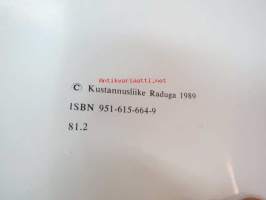 antikvariaatti.net
© Kustannusliike Raduga 1989
ISBN 951-615-664-9
81.2